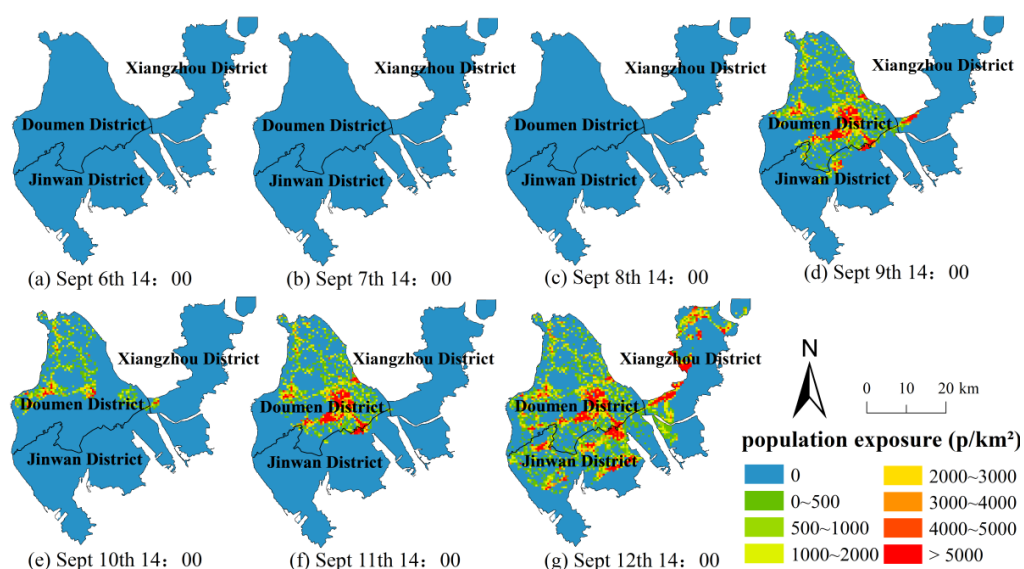 Xiangzhou District
Doumen District
Jinwan District
(a) Sept 6th 14：00
Xiangzhou District
Doumen District
Jinwan District
(b) Sept 7th 14：00
Xiangzhou District
Doumen District
Jinwan District
(c) Sept 8th 14：00
Xiangzhou District
Doumen District
Jinwan District
(d) Sept 9th 14：00
Xiangzhou District
Doumen District
Jinwan District
(e) Sept 10th 14：00
Xiangzhou District
Doumen District
Jinwan District
(f) Sept 11th 14：00
Xiangzhou District
Doumen District
Jinwan District
(g) Sept 12th 14：00
N
0 10 20 km
population exposure (p/km²)
0
0~500
500~1000
1000~2000
2000~3000
3000~4000
4000~5000
> 5000